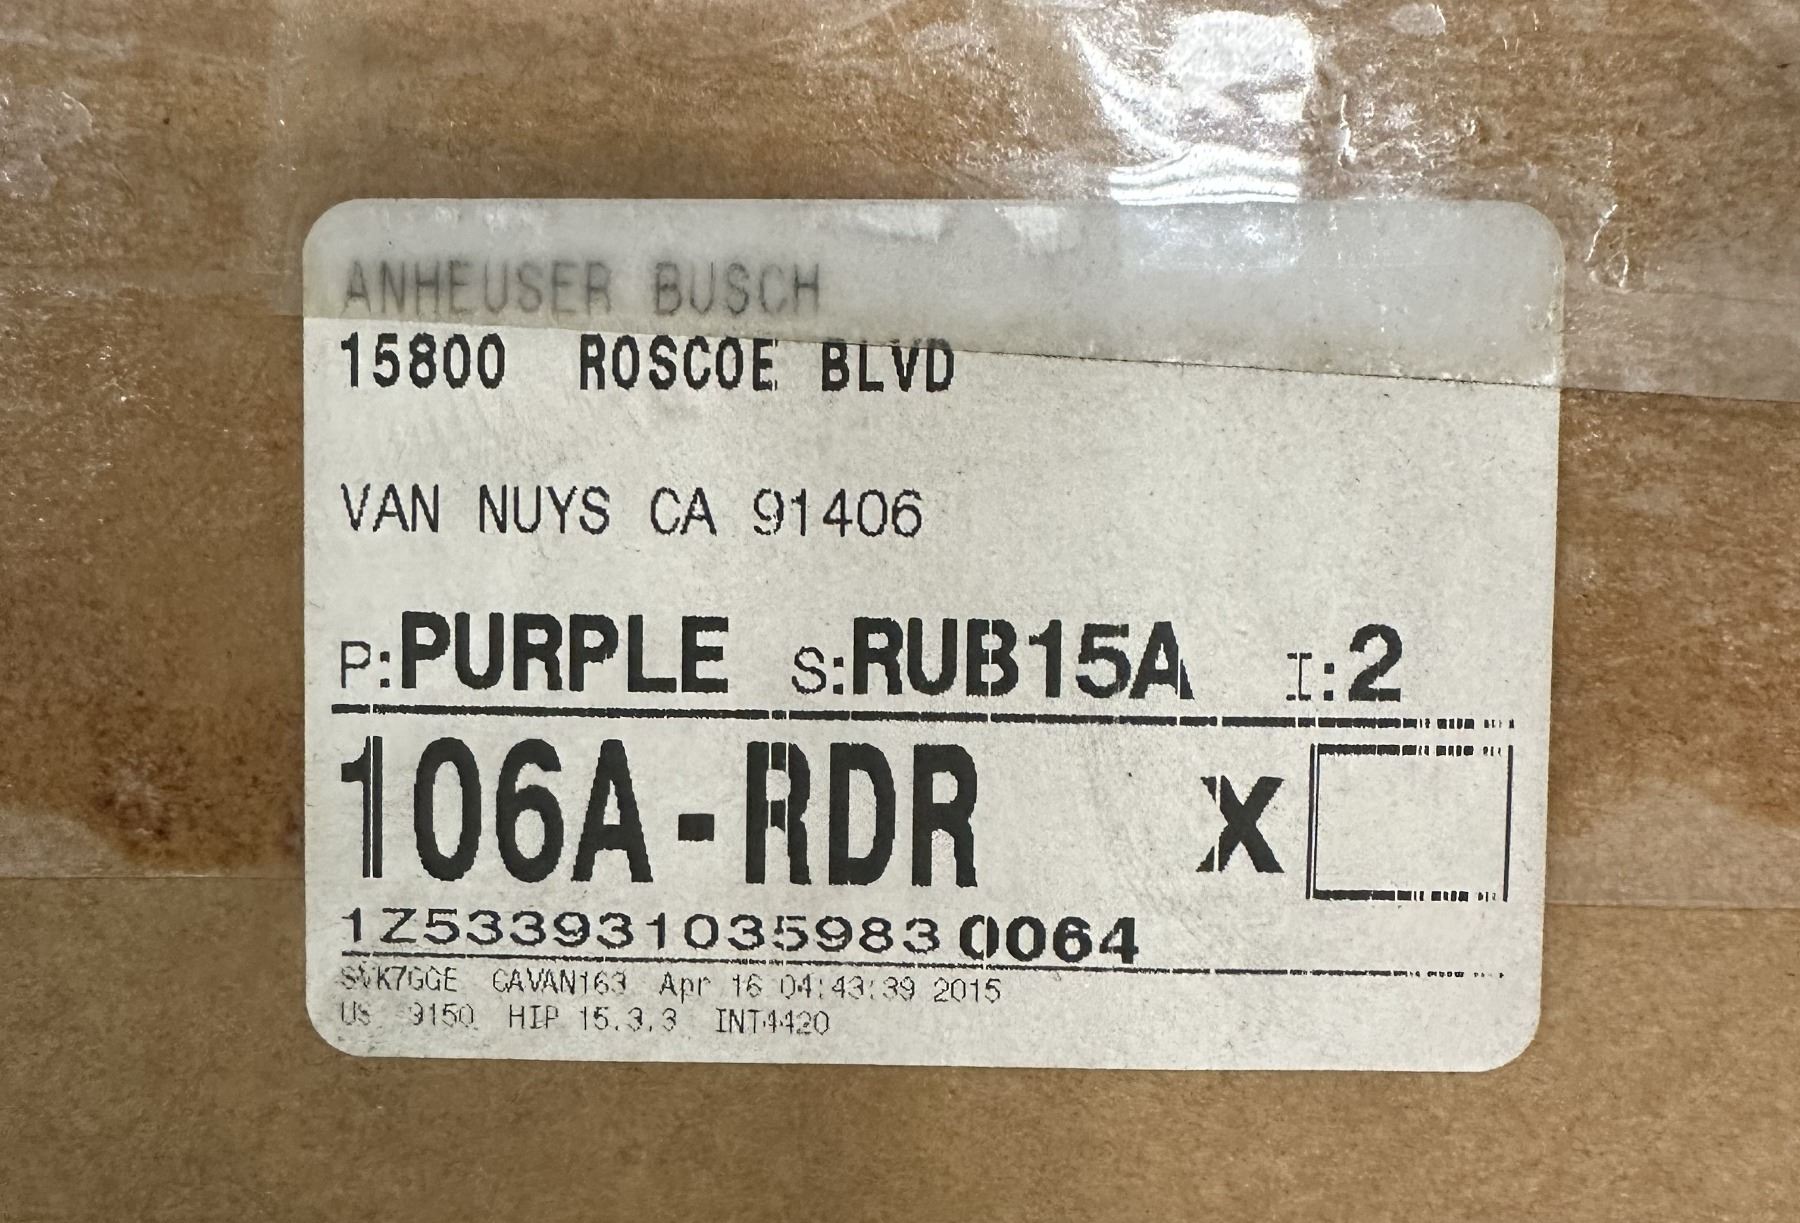 ANHEUSER BUSCH
15800 ROSCOE BLVD
VAN NUYS CA 91406
P:PURPLE S:RUB15A I:2
106A-RDR X
1Z5339310359830064
SVK7GGE CAVAN163 Apr 16 04:43:39 2015
US 9150 HIP 15.3.3 INT4420